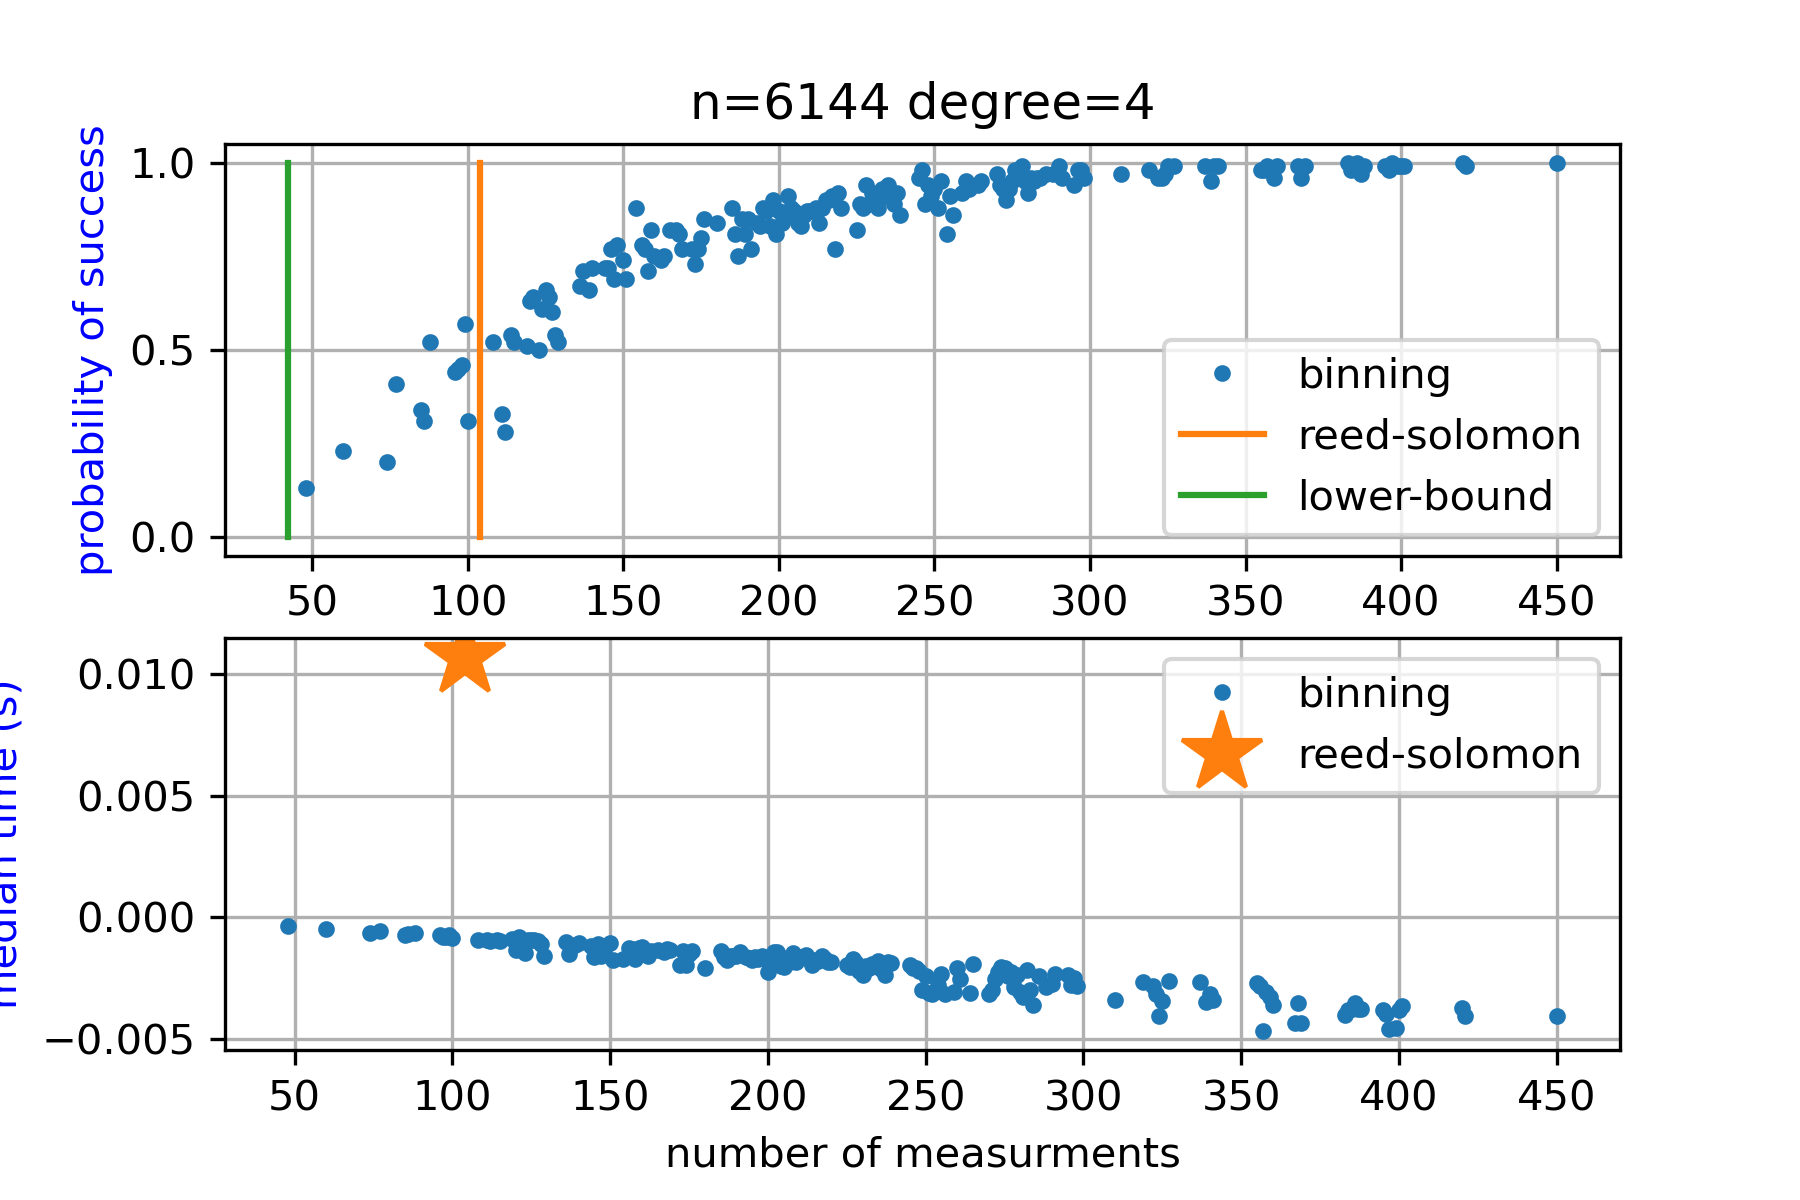 n=6144 degree=4
probability of success
1.0
0.5
0.0
binning
reed-solomon
lower-bound
50 100 150 200 250 300 350 400 450
median time (s)
0.010
0.005
0.000
−0.005
binning
reed-solomon
50 100 150 200 250 300 350 400 450
number of measurments